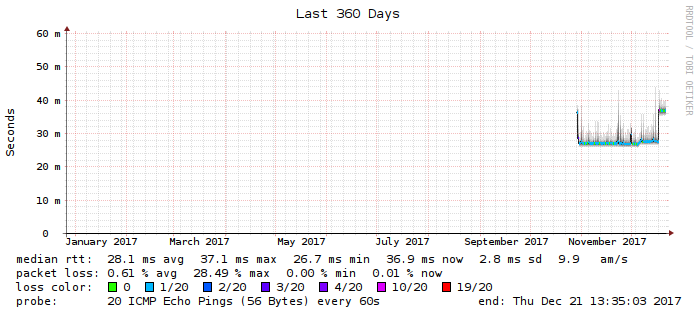 Last 360 Days
RRDTOOL / TOBI OETIKER
Seconds
60 m
50 m
40 m
30 m
20 m
10 m
0
January 2017 March 2017 May 2017 July 2017 September 2017 November 2017
median rtt: 28.1 ms avg 37.1 ms max 26.7 ms min 36.9 ms now 2.8 ms sd 9.9 am/s
packet loss: 0.61 % avg 28.49 % max 0.00 % min 0.01 % now
loss color: 0 1/20 2/20 3/20 4/20 10/20 19/20
probe: 20 ICMP Echo Pings (56 Bytes) every 60s end: Thu Dec 21 13:35:03 2017